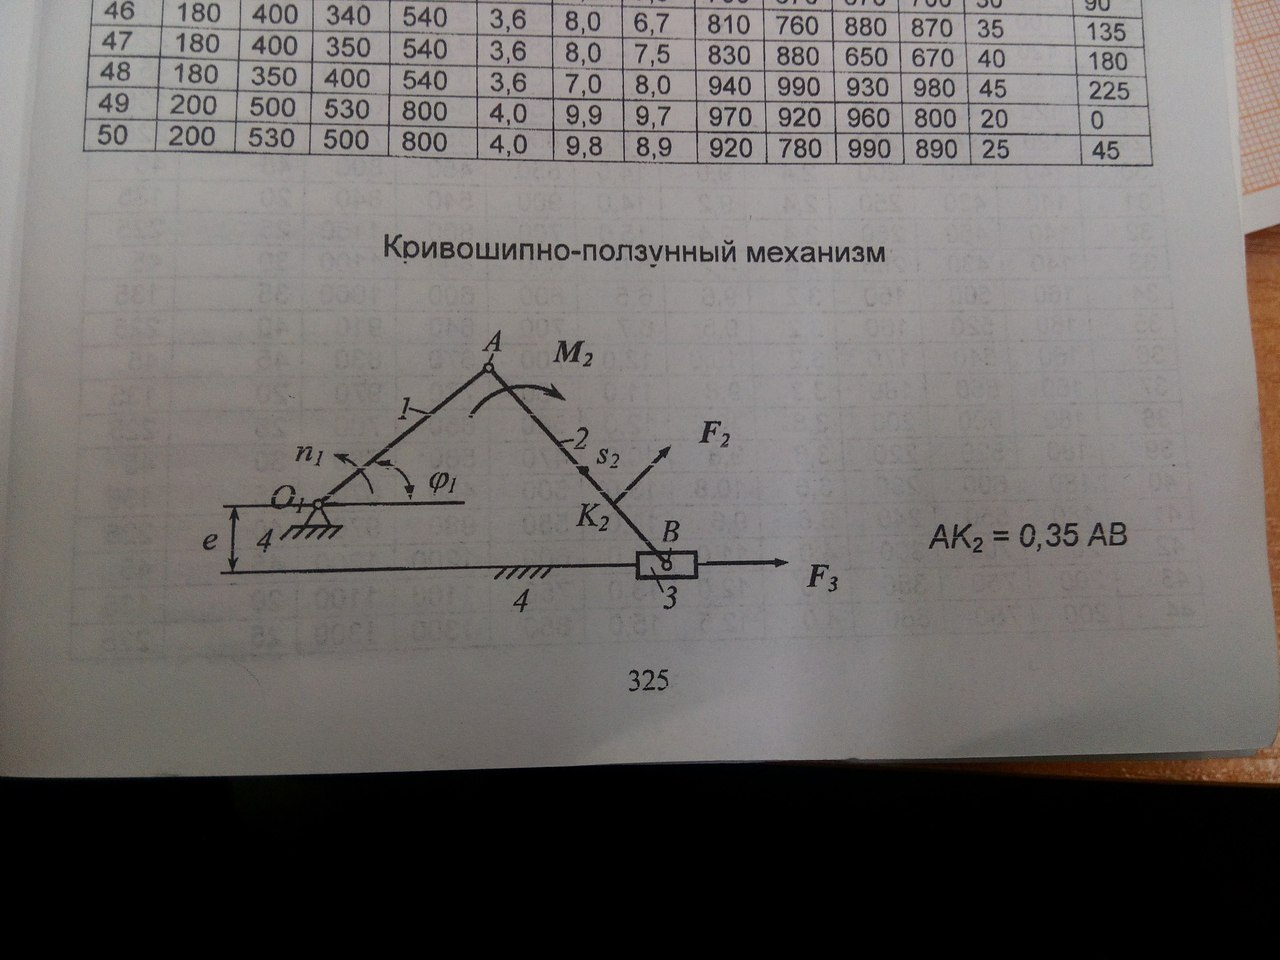 46 180 400 340 540 3,6 8,0 6,7 810 760 880 870 35 135
47 180 400 350 540 3,6 8,0 7,5 830 880 650 670 40 180
48 180 350 400 540 3,6 7,0 8,0 940 990 930 980 45 225
49 200 500 530 800 4,0 9,9 9,7 970 920 960 800 20 0
50 200 530 500 800 4,0 9,8 8,9 920 780 990 890 25 45
Кривошипно-ползунный механизм
A
M₂
1
n₁
2
s₂
F₂
O₁
φ₁
K₂
e
4
B
AK₂ = 0,35 AB
F₃
4
3
325